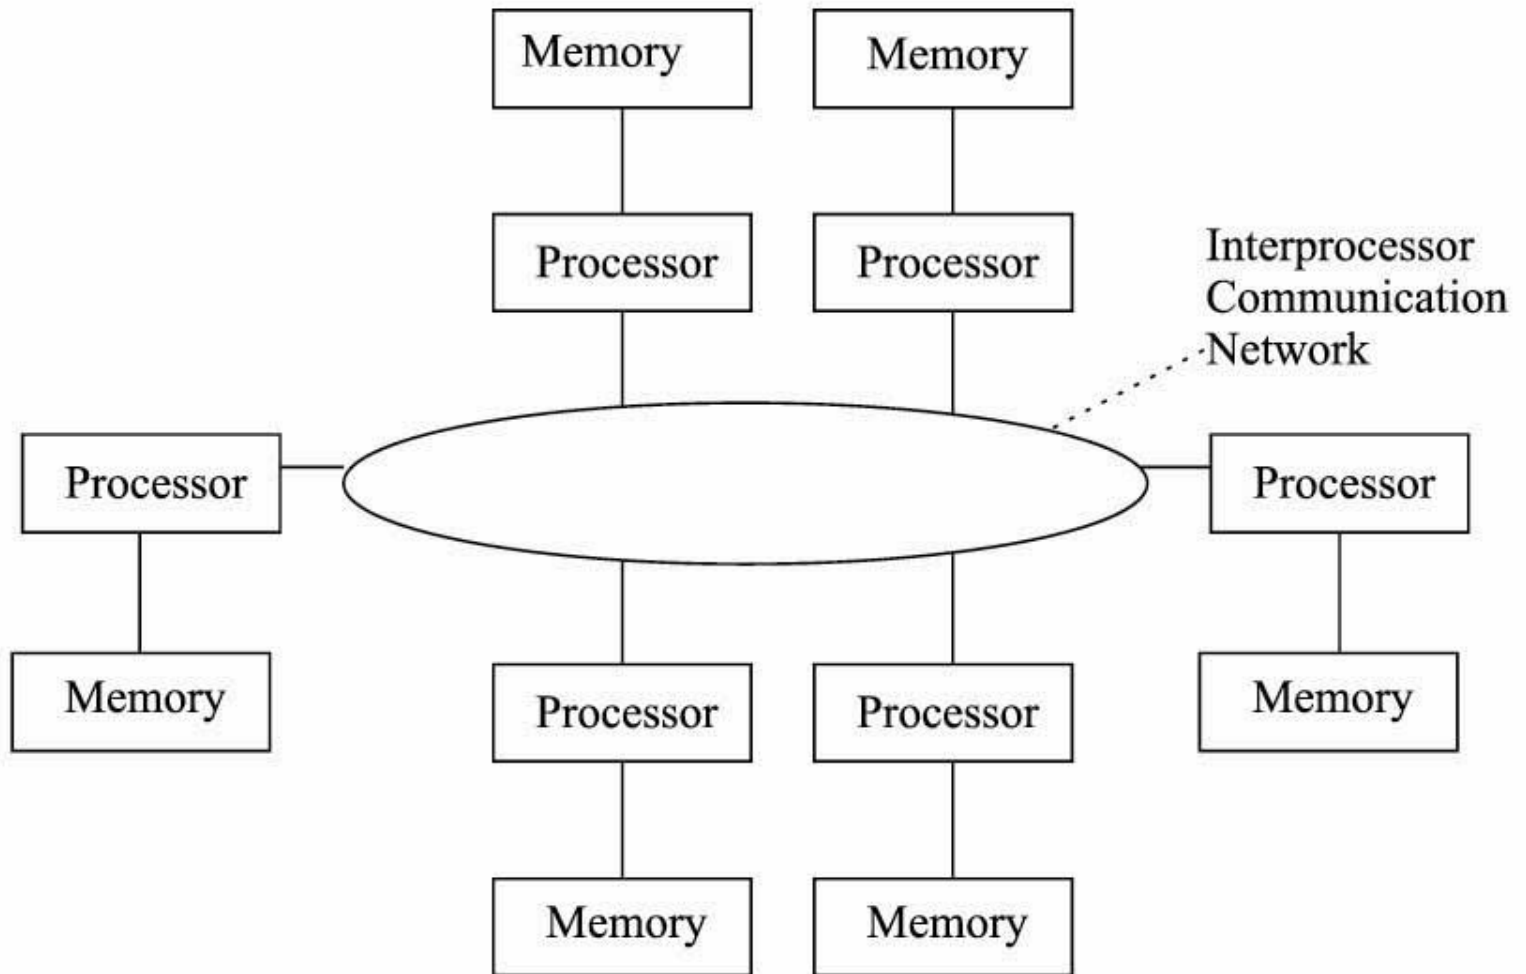 Memory
Memory
Processor
Processor
Interprocessor
Communication
Network
Processor
Processor
Memory
Processor
Processor
Memory
Memory
Memory